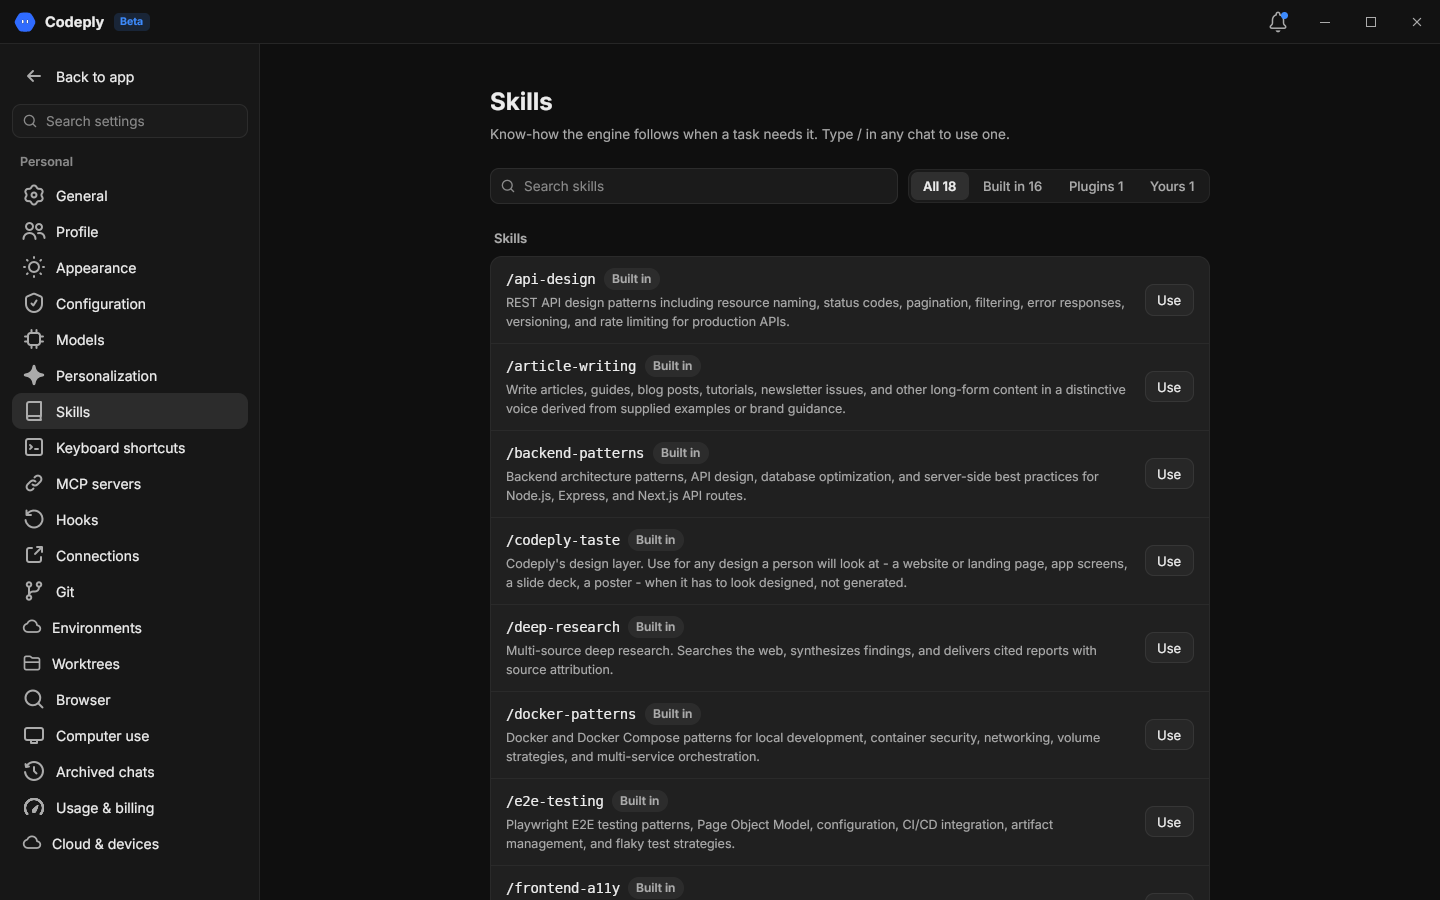 Codeply Beta
Back to app
Search settings
Personal
General
Profile
Appearance
Configuration
Models
Personalization
Skills
Keyboard shortcuts
MCP servers
Hooks
Connections
Git
Environments
Worktrees
Browser
Computer use
Archived chats
Usage & billing
Cloud & devices
Skills
Know-how the engine follows when a task needs it. Type / in any chat to use one.
Search skills
All 18 Built in 16 Plugins 1 Yours 1
Skills
/api-design Built in
REST API design patterns including resource naming, status codes, pagination, filtering, error responses,
versioning, and rate limiting for production APIs.
Use
/article-writing Built in
Write articles, guides, blog posts, tutorials, newsletter issues, and other long-form content in a distinctive
voice derived from supplied examples or brand guidance.
Use
/backend-patterns Built in
Backend architecture patterns, API design, database optimization, and server-side best practices for
Node.js, Express, and Next.js API routes.
Use
/codeply-taste Built in
Codeply's design layer. Use for any design a person will look at - a website or landing page, app screens,
a slide deck, a poster - when it has to look designed, not generated.
Use
/deep-research Built in
Multi-source deep research. Searches the web, synthesizes findings, and delivers cited reports with
source attribution.
Use
/docker-patterns Built in
Docker and Docker Compose patterns for local development, container security, networking, volume
strategies, and multi-service orchestration.
Use
/e2e-testing Built in
Playwright E2E testing patterns, Page Object Model, configuration, CI/CD integration, artifact
management, and flaky test strategies.
Use
/frontend-a11y Built in